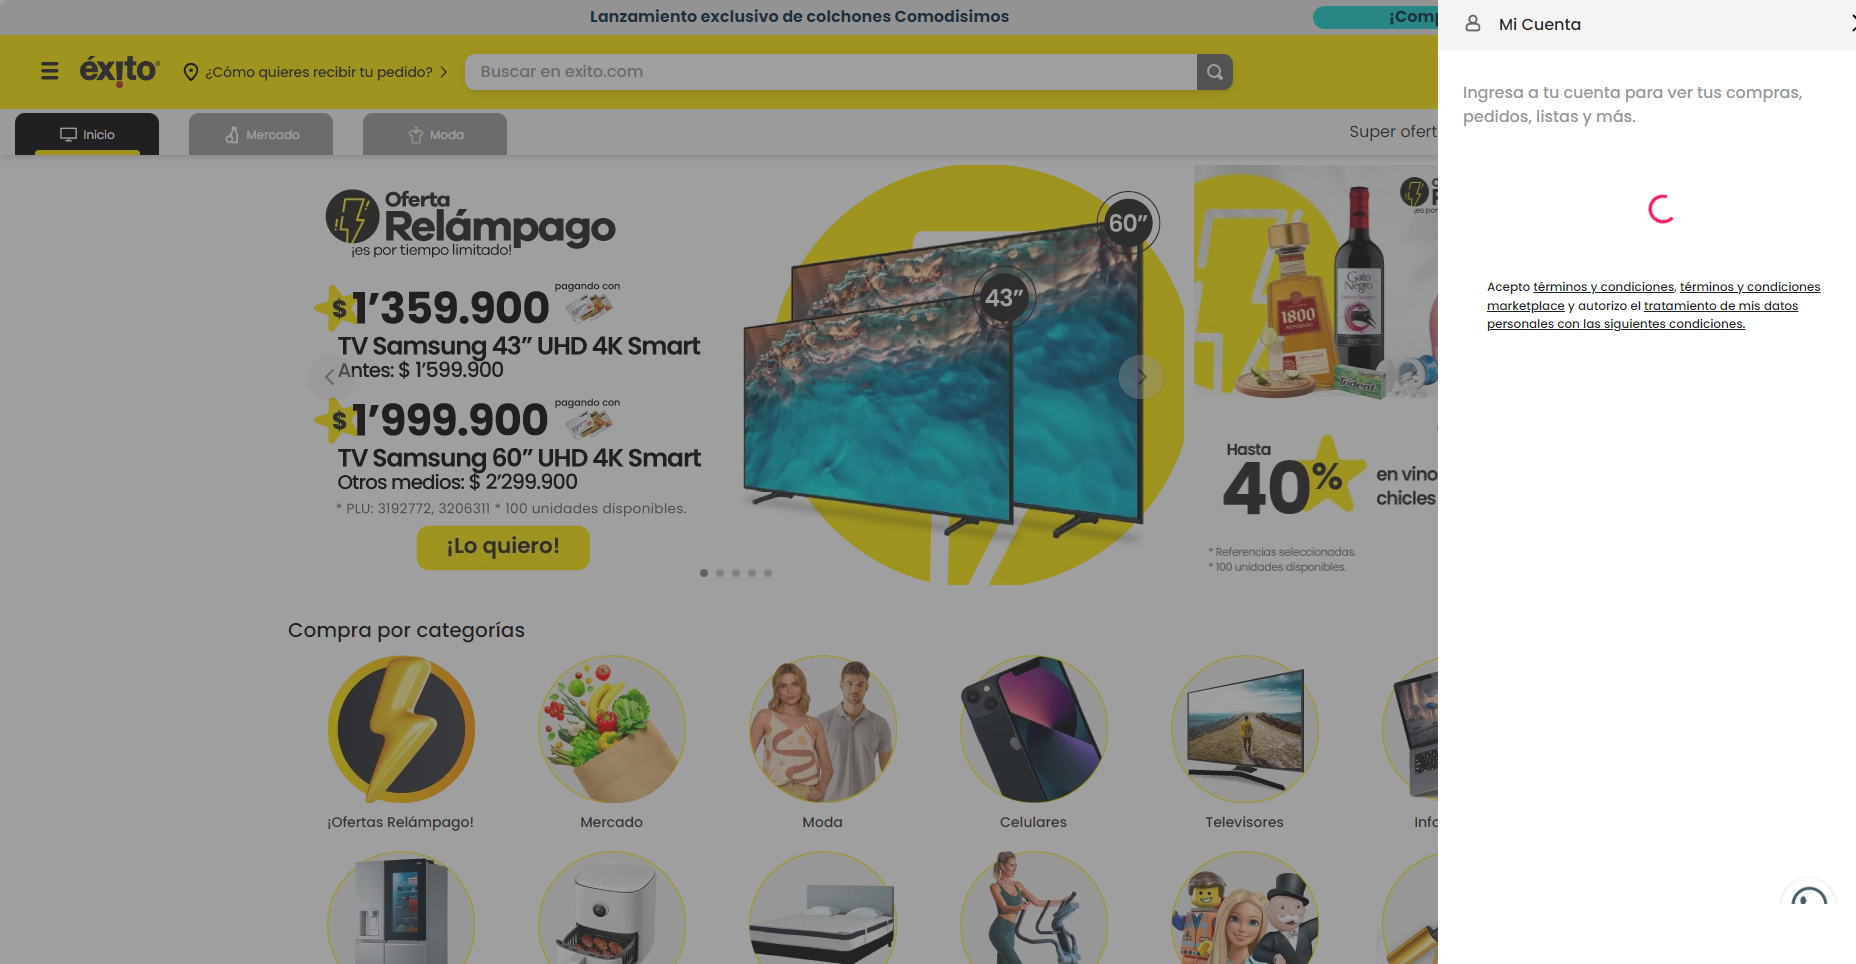 Lanzamiento exclusivo de colchones Comodisimos
éxito
¿Cómo quieres recibir tu pedido?
Buscar en exito.com
Inicio
Mercado
Moda
Mi Cuenta
Ingresa a tu cuenta para ver tus compras,
pedidos, listas y más.
Acepto términos y condiciones, términos y condiciones
marketplace y autorizo el tratamiento de mis datos
personales con las siguientes condiciones.
Oferta
Relámpago
¡es por tiempo limitado!
$1'359.900
pagando con
TV Samsung 43" UHD 4K Smart
Antes: $ 1'599.900
$1'999.900
pagando con
TV Samsung 60" UHD 4K Smart
Otros medios: $ 2'299.900
* PLU: 3192772, 3206311 * 100 unidades disponibles.
¡Lo quiero!
60"
43"
1800
Gato
Negro
Trident
Hasta
40%
en vino
chicles
* Referencias seleccionadas.
* 100 unidades disponibles.
Compra por categorías
¡Ofertas Relámpago!
Mercado
Moda
Celulares
Televisores